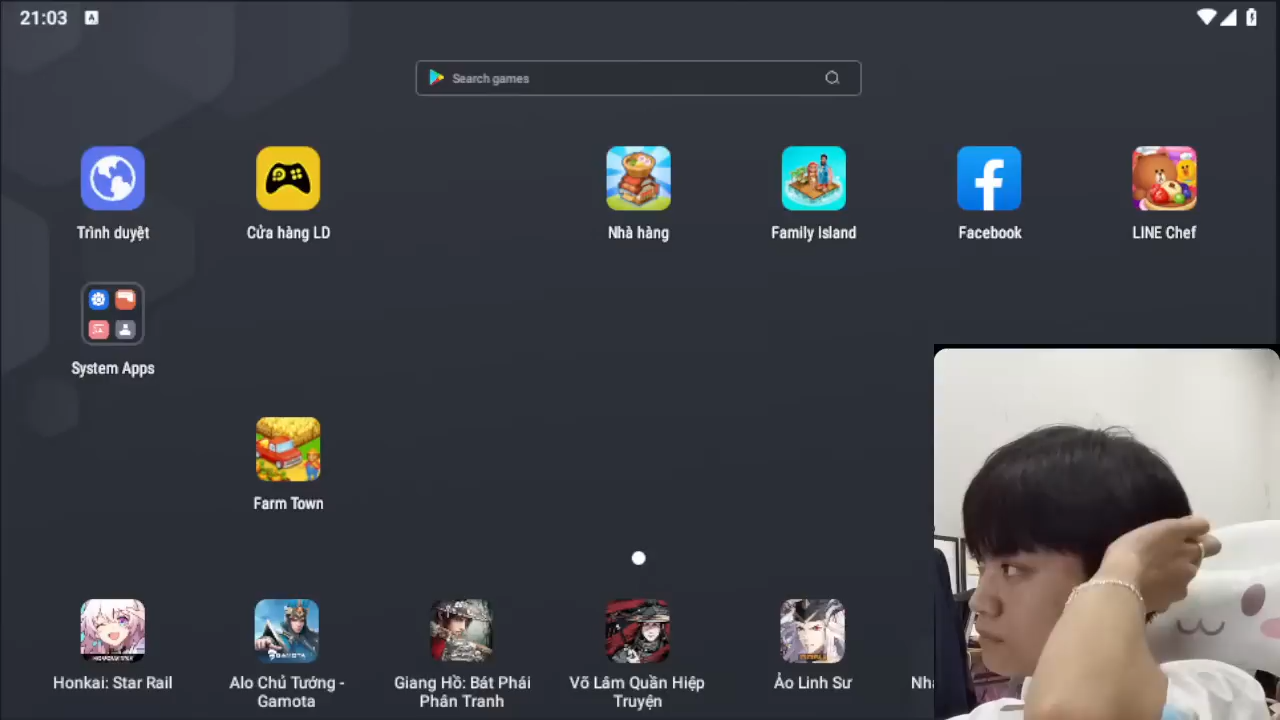 21:03
Search games
Trình duyệt
Cửa hàng LD
Nhà hàng
Family Island
Facebook
LINE Chef
System Apps
Farm Town
Honkai: Star Rail
Alo Chủ Tướng -
Gamota
Giang Hồ: Bát Phái
Phân Tranh
Võ Lâm Quần Hiệp
Truyện
Ảo Linh Sư